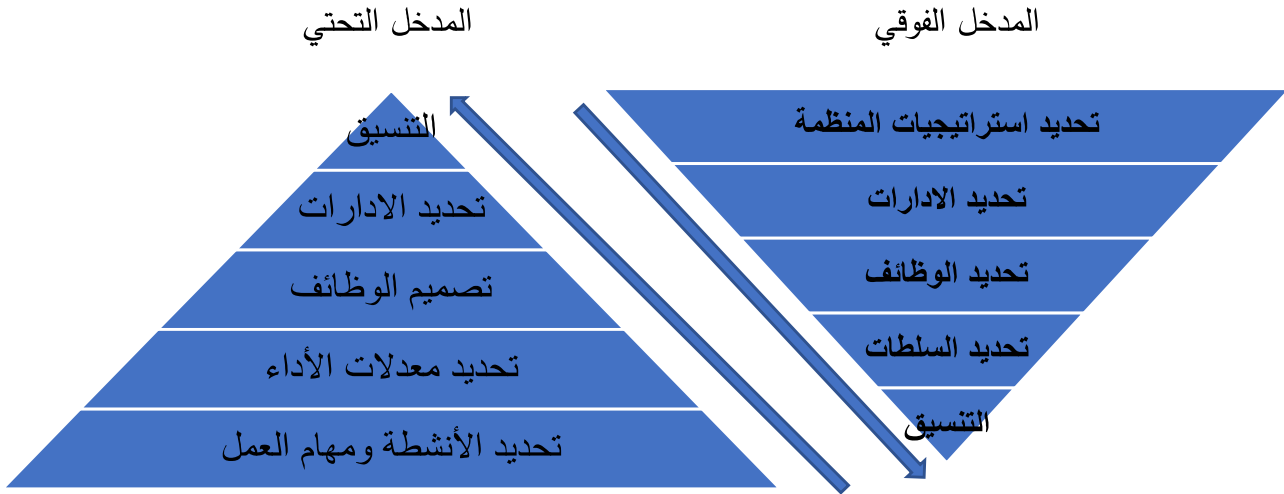 المدخل الفوقي
تحديد استراتيجيات المنظمة
تحديد الادارات
تحديد الوظائف
تحديد السلطات
التنسيق
المدخل التحتي
التنسيق
تحديد الادارات
تصميم الوظائف
تحديد معدلات الأداء
تحديد الأنشطة ومهام العمل